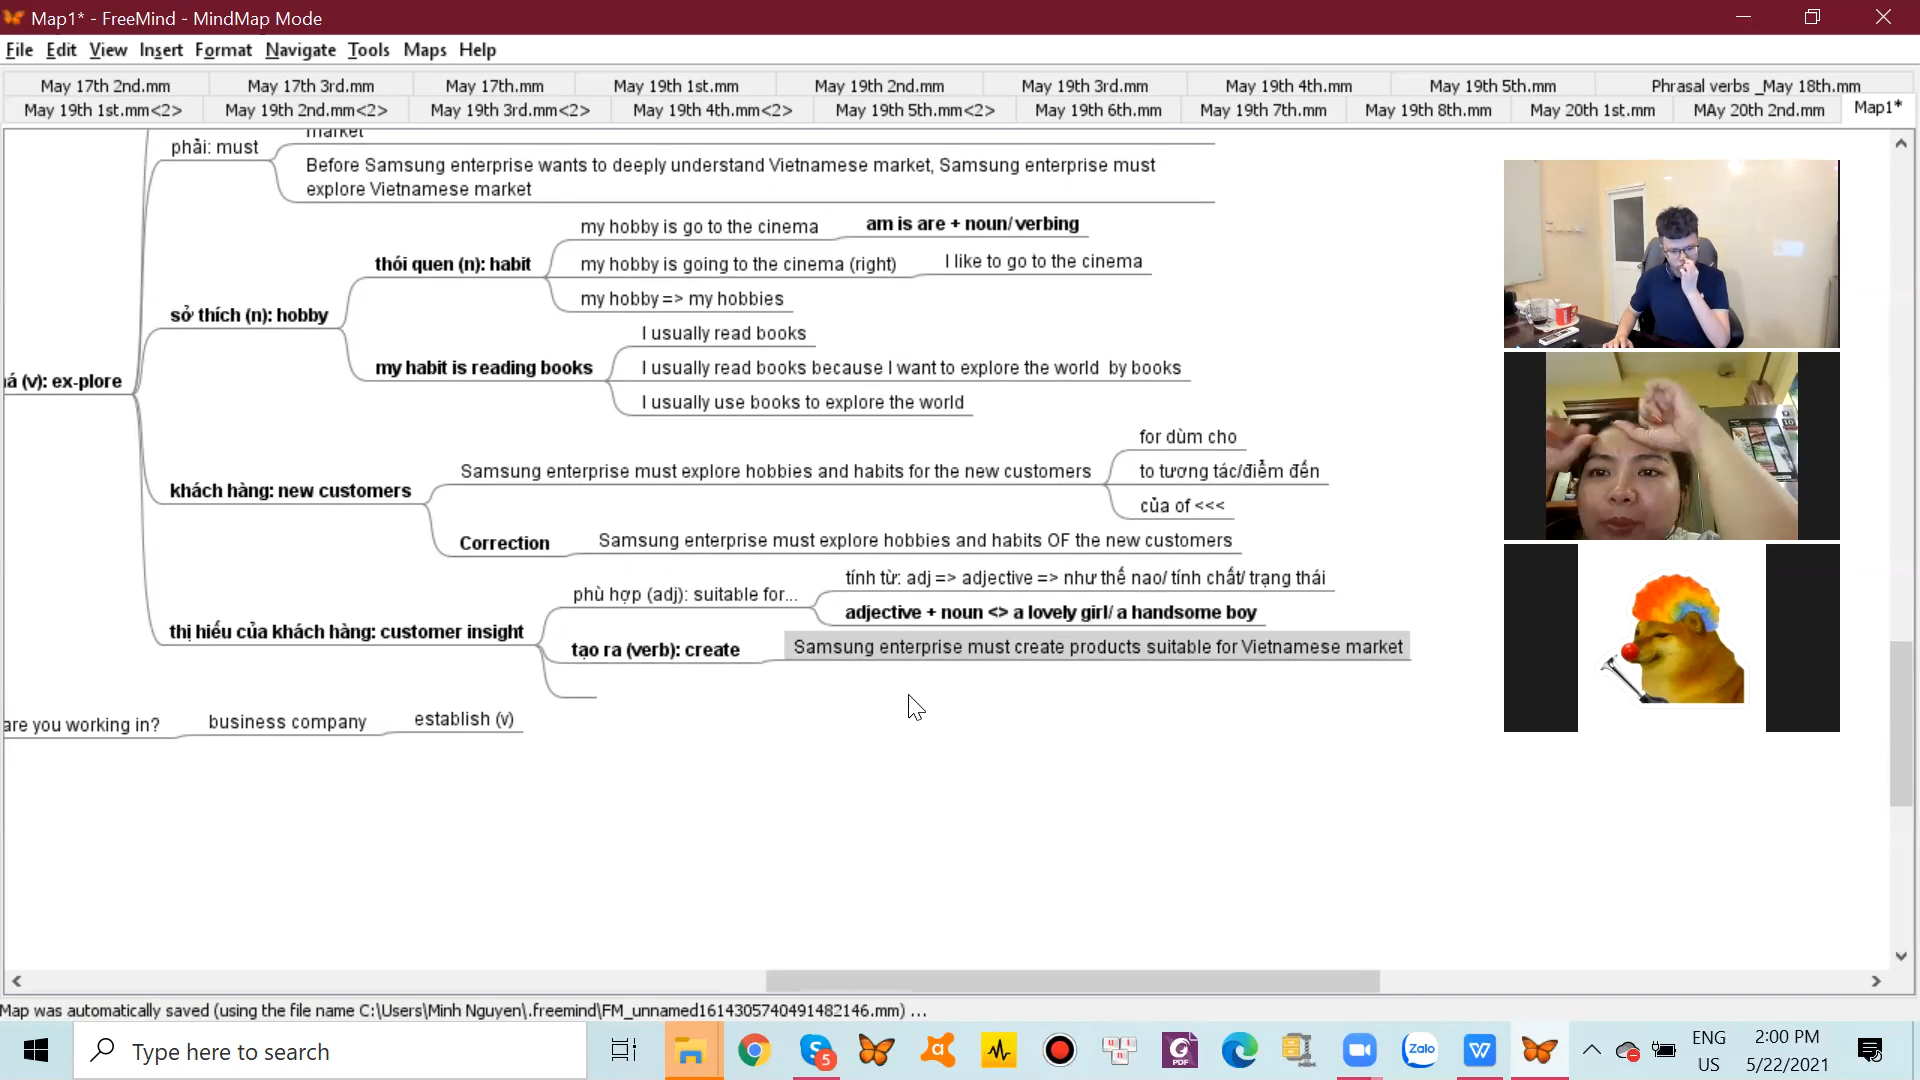 Map1* - FreeMind - MindMap Mode
File Edit View Insert Format Navigate Tools Maps Help
May 17th 2nd.mm May 17th 3rd.mm May 17th.mm May 19th 1st.mm May 19th 2nd.mm May 19th 3rd.mm May 19th 4th.mm May 19th 5th.mm Phrasal verbs _May 18th.mm
May 19th 1st.mm<2> May 19th 2nd.mm<2> May 19th 3rd.mm<2> May 19th 4th.mm<2> May 19th 5th.mm<2> May 19th 6th.mm May 19th 7th.mm May 19th 8th.mm May 20th 1st.mm MAy 20th 2nd.mm Map1*
market
phải: must
Before Samsung enterprise wants to deeply understand Vietnamese market, Samsung enterprise must
explore Vietnamese market
my hobby is go to the cinema
am is are + noun/ verbing
thói quen (n): habit
my hobby is going to the cinema (right)
I like to go to the cinema
my hobby => my hobbies
sở thích (n): hobby
I usually read books
my habit is reading books
I usually read books because I want to explore the world by books
I usually use books to explore the world
á (v): ex-plore
for dùm cho
Samsung enterprise must explore hobbies and habits for the new customers
to tương tác/điểm đến
của of <<<
khách hàng: new customers
Correction
Samsung enterprise must explore hobbies and habits OF the new customers
tính từ: adj => adjective => như thế nao/ tính chất/ trạng thái
phù hợp (adj): suitable for...
adjective + noun <> a lovely girl/ a handsome boy
thị hiếu của khách hàng: customer insight
tạo ra (verb): create
Samsung enterprise must create products suitable for Vietnamese market
are you working in?
business company
establish (v)
Map was automatically saved (using the file name C:\Users\Minh Nguyen\.freemind\FM_unnamed1614305740491482146.mm) ...
Type here to search
5
PDF
Zalo
ENG
US
2:00 PM
5/22/2021